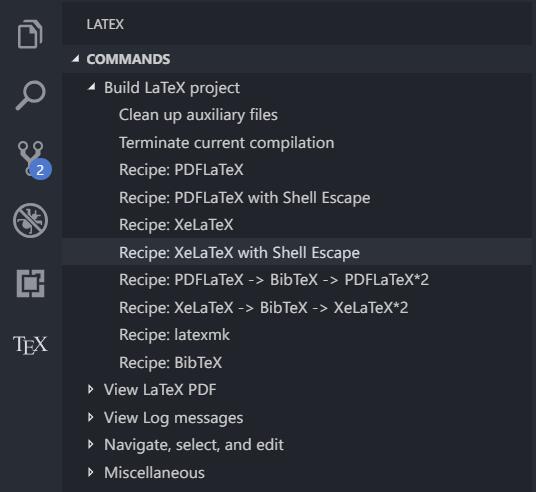 LATEX
COMMANDS
Build LaTeX project
Clean up auxiliary files
Terminate current compilation
Recipe: PDFLaTeX
2
Recipe: PDFLaTeX with Shell Escape
Recipe: XeLaTeX
Recipe: XeLaTeX with Shell Escape
Recipe: PDFLaTeX -> BibTeX -> PDFLaTeX*2
Recipe: XeLaTeX -> BibTeX -> XeLaTeX*2
TEX
Recipe: latexmk
Recipe: BibTeX
View LaTeX PDF
View Log messages
Navigate, select, and edit
Miscellaneous